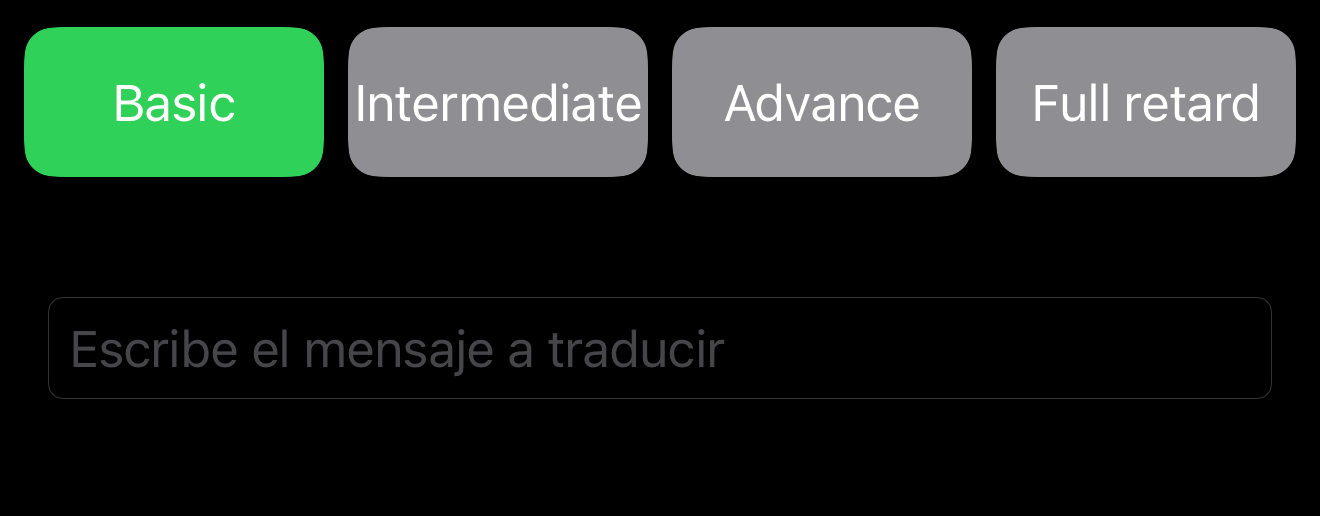 Basic
Intermediate
Advance
Full retard
Escribe el mensaje a traducir